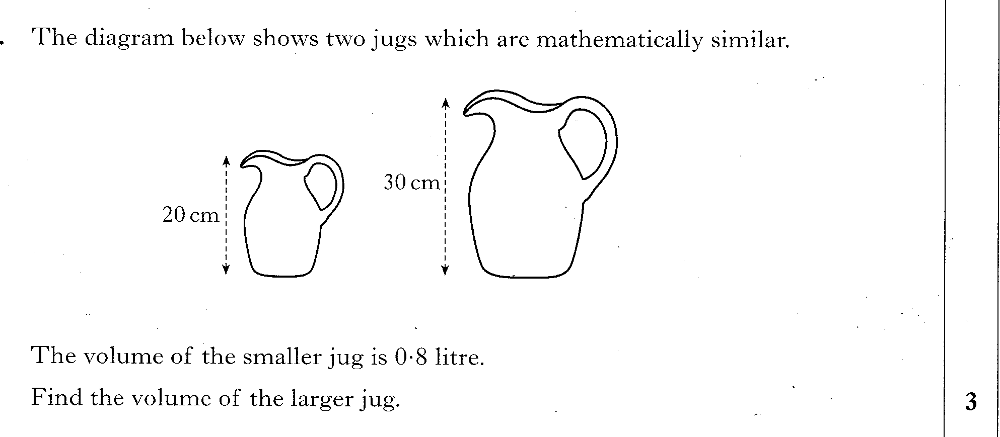 . The diagram below shows two jugs which are mathematically similar.
30 cm
20 cm
The volume of the smaller jug is 0·8 litre.
Find the volume of the larger jug.
3